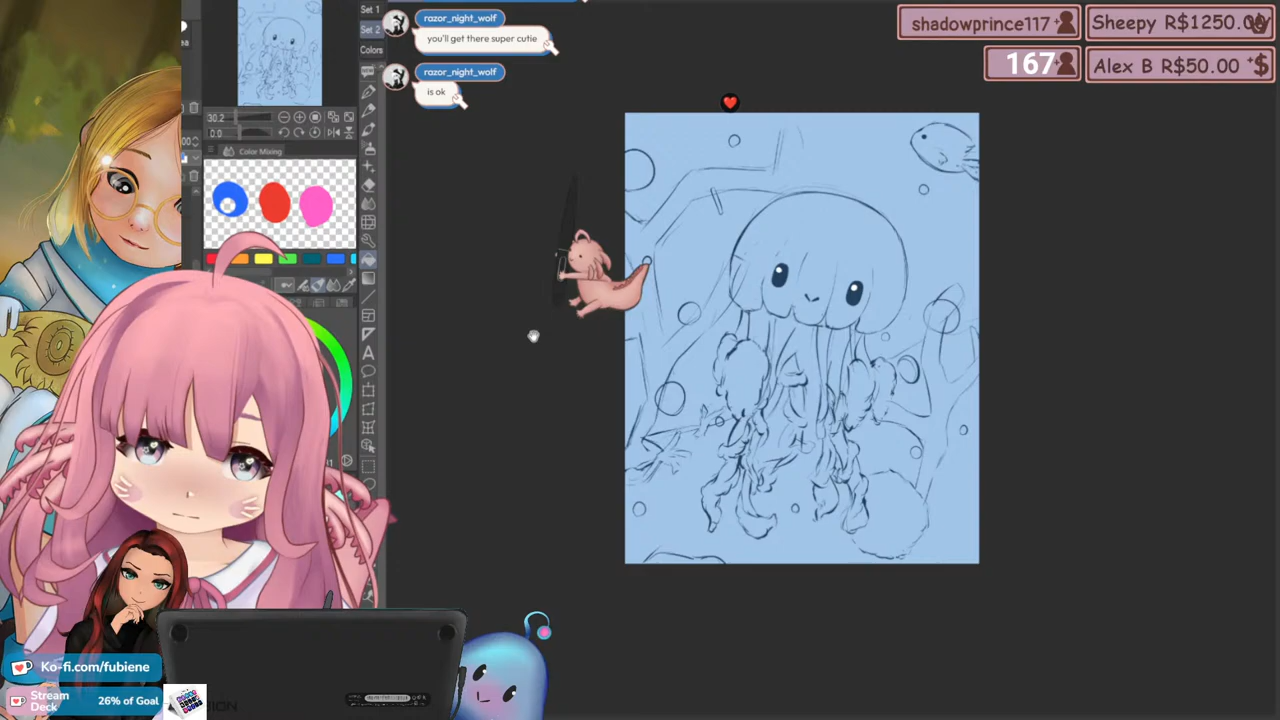 Set 1
Set 2
Colors
razor_night_wolf
you'll get there super cutie
razor_night_wolf
is ok
shadowprince117
Sheepy R$1250.00
167
Alex B R$50.00
30.2
0.0
Color Mixing
Ko-fi.com/fubiene
Stream
Deck
26% of Goal